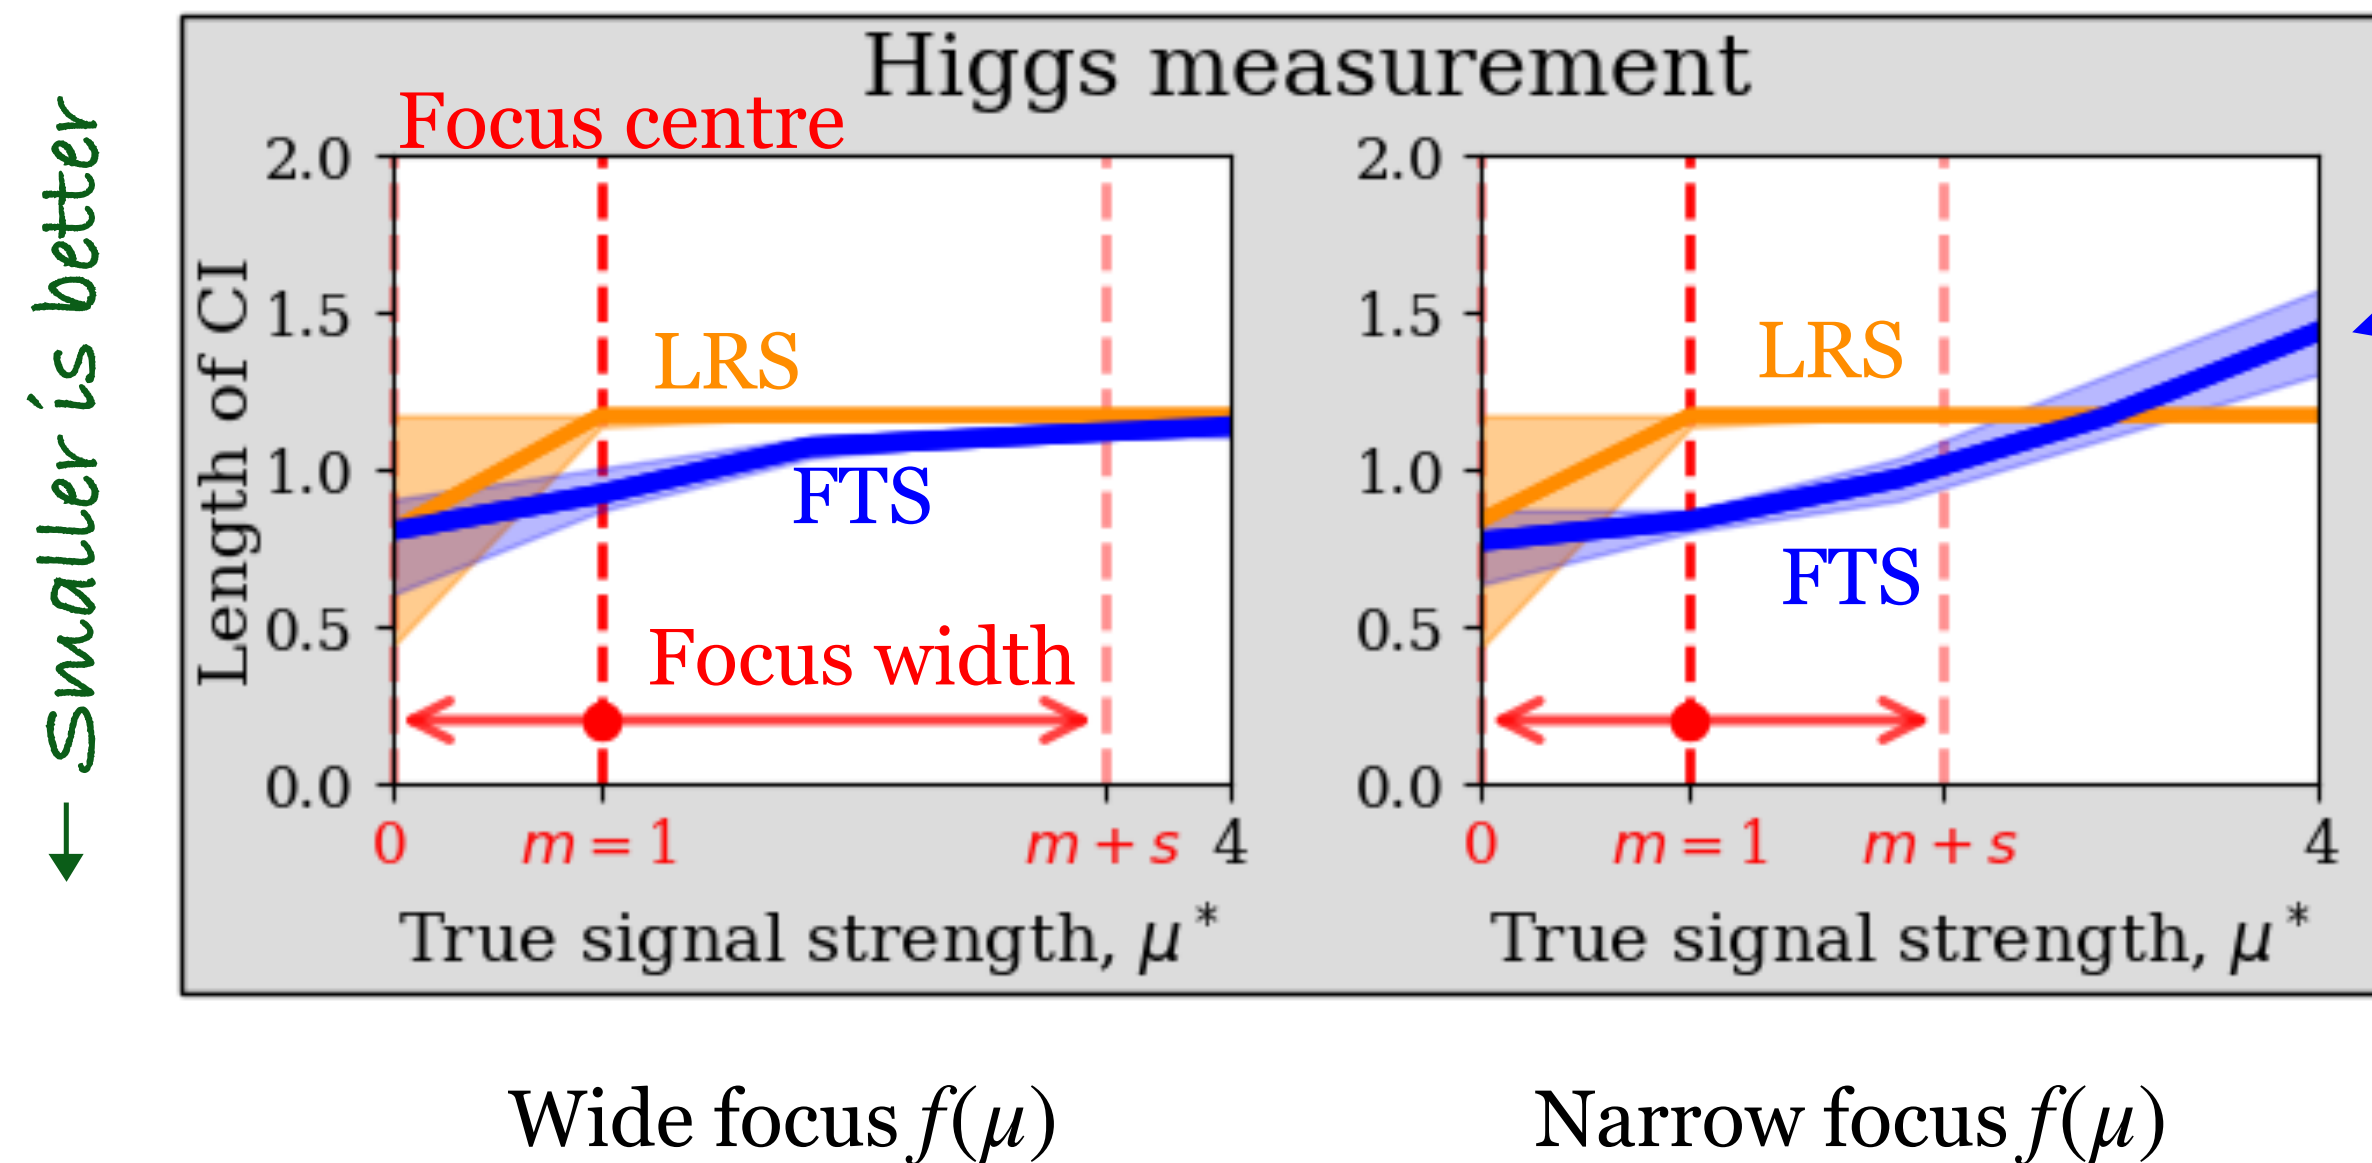 Higgs measurement
← Smaller is better
Focus centre
Length of CI
2.0
1.5
1.0
0.5
0.0
LRS
FTS
Focus width
0 m = 1 m + s 4
True signal strength, μ*
2.0
1.5
1.0
0.5
0.0
LRS
FTS
0 m = 1 m + s 4
True signal strength, μ*
Wide focus f(μ)
Narrow focus f(μ)